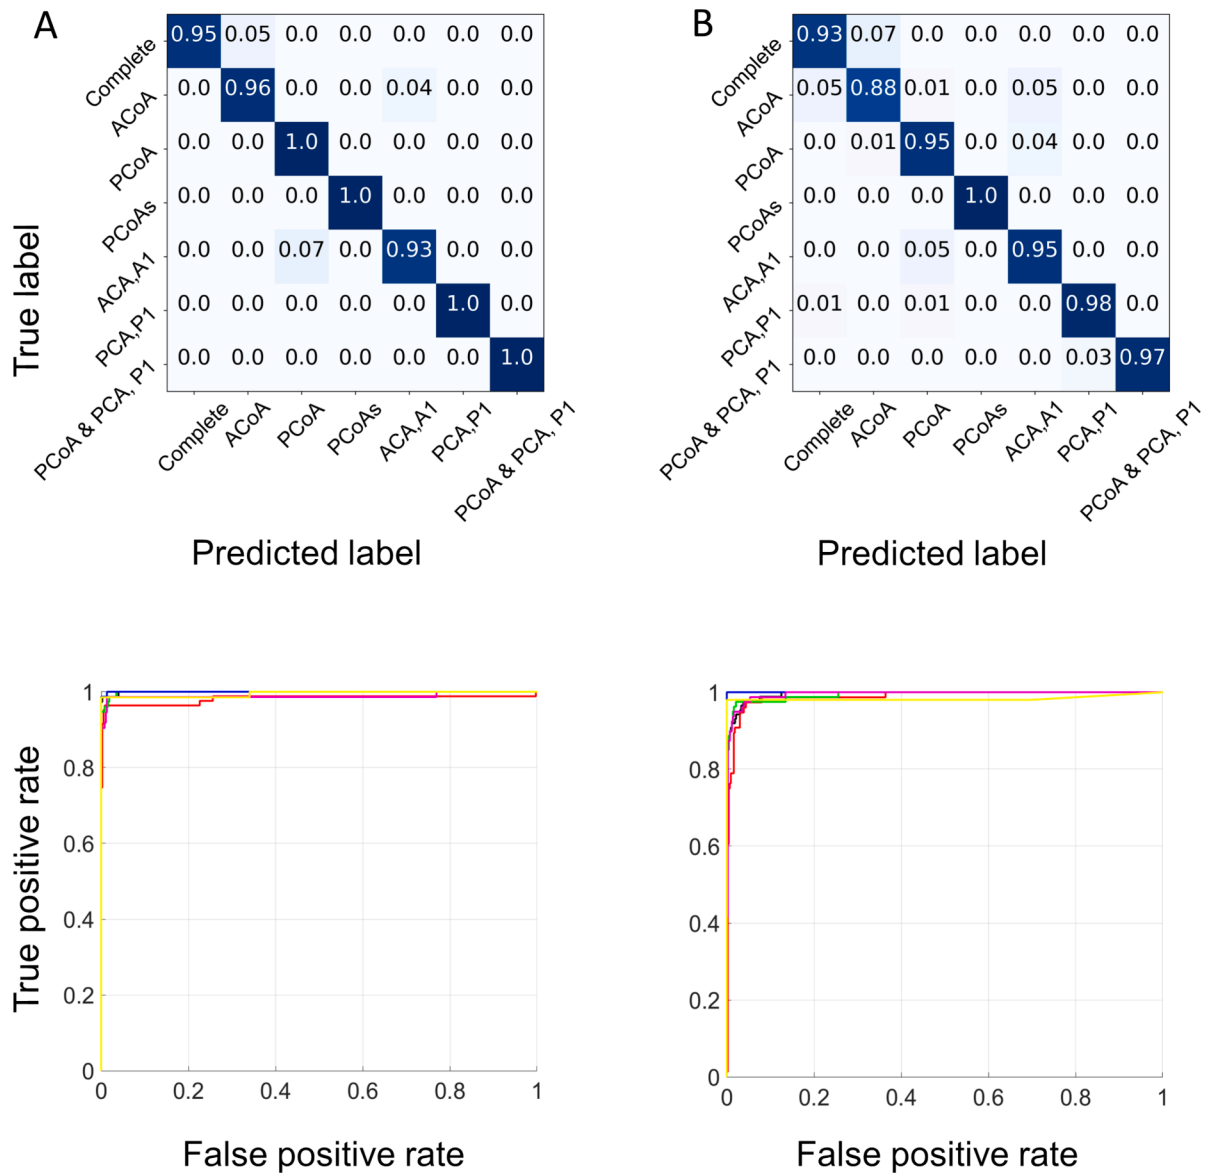 A
0.95 0.05 0.0 0.0 0.0 0.0 0.0
0.0 0.96 0.0 0.0 0.04 0.0 0.0
0.0 0.0 1.0 0.0 0.0 0.0 0.0
0.0 0.0 0.0 1.0 0.0 0.0 0.0
0.0 0.0 0.07 0.0 0.93 0.0 0.0
0.0 0.0 0.0 0.0 0.0 1.0 0.0
0.0 0.0 0.0 0.0 0.0 0.0 1.0
True label
Complete
ACoA
PCoA
PCoAs
ACA,A1
PCA,P1
PCoA & PCA, P1
Complete
ACoA
PCoA
PCoAs
ACA,A1
PCA,P1
PCoA & PCA, P1
Predicted label
B
0.93 0.07 0.0 0.0 0.0 0.0 0.0
0.05 0.88 0.01 0.0 0.05 0.0 0.0
0.0 0.01 0.95 0.0 0.04 0.0 0.0
0.0 0.0 0.0 1.0 0.0 0.0 0.0
0.0 0.0 0.05 0.0 0.95 0.0 0.0
0.01 0.0 0.01 0.0 0.0 0.98 0.0
0.0 0.0 0.0 0.0 0.0 0.03 0.97
Complete
ACoA
PCoA
PCoAs
ACA,A1
PCA,P1
PCoA & PCA, P1
Complete
ACoA
PCoA
PCoAs
ACA,A1
PCA,P1
PCoA & PCA, P1
Predicted label
True positive rate
1
0.8
0.6
0.4
0.2
0
0 0.2 0.4 0.6 0.8 1
False positive rate
1
0.8
0.6
0.4
0.2
0
0 0.2 0.4 0.6 0.8 1
False positive rate